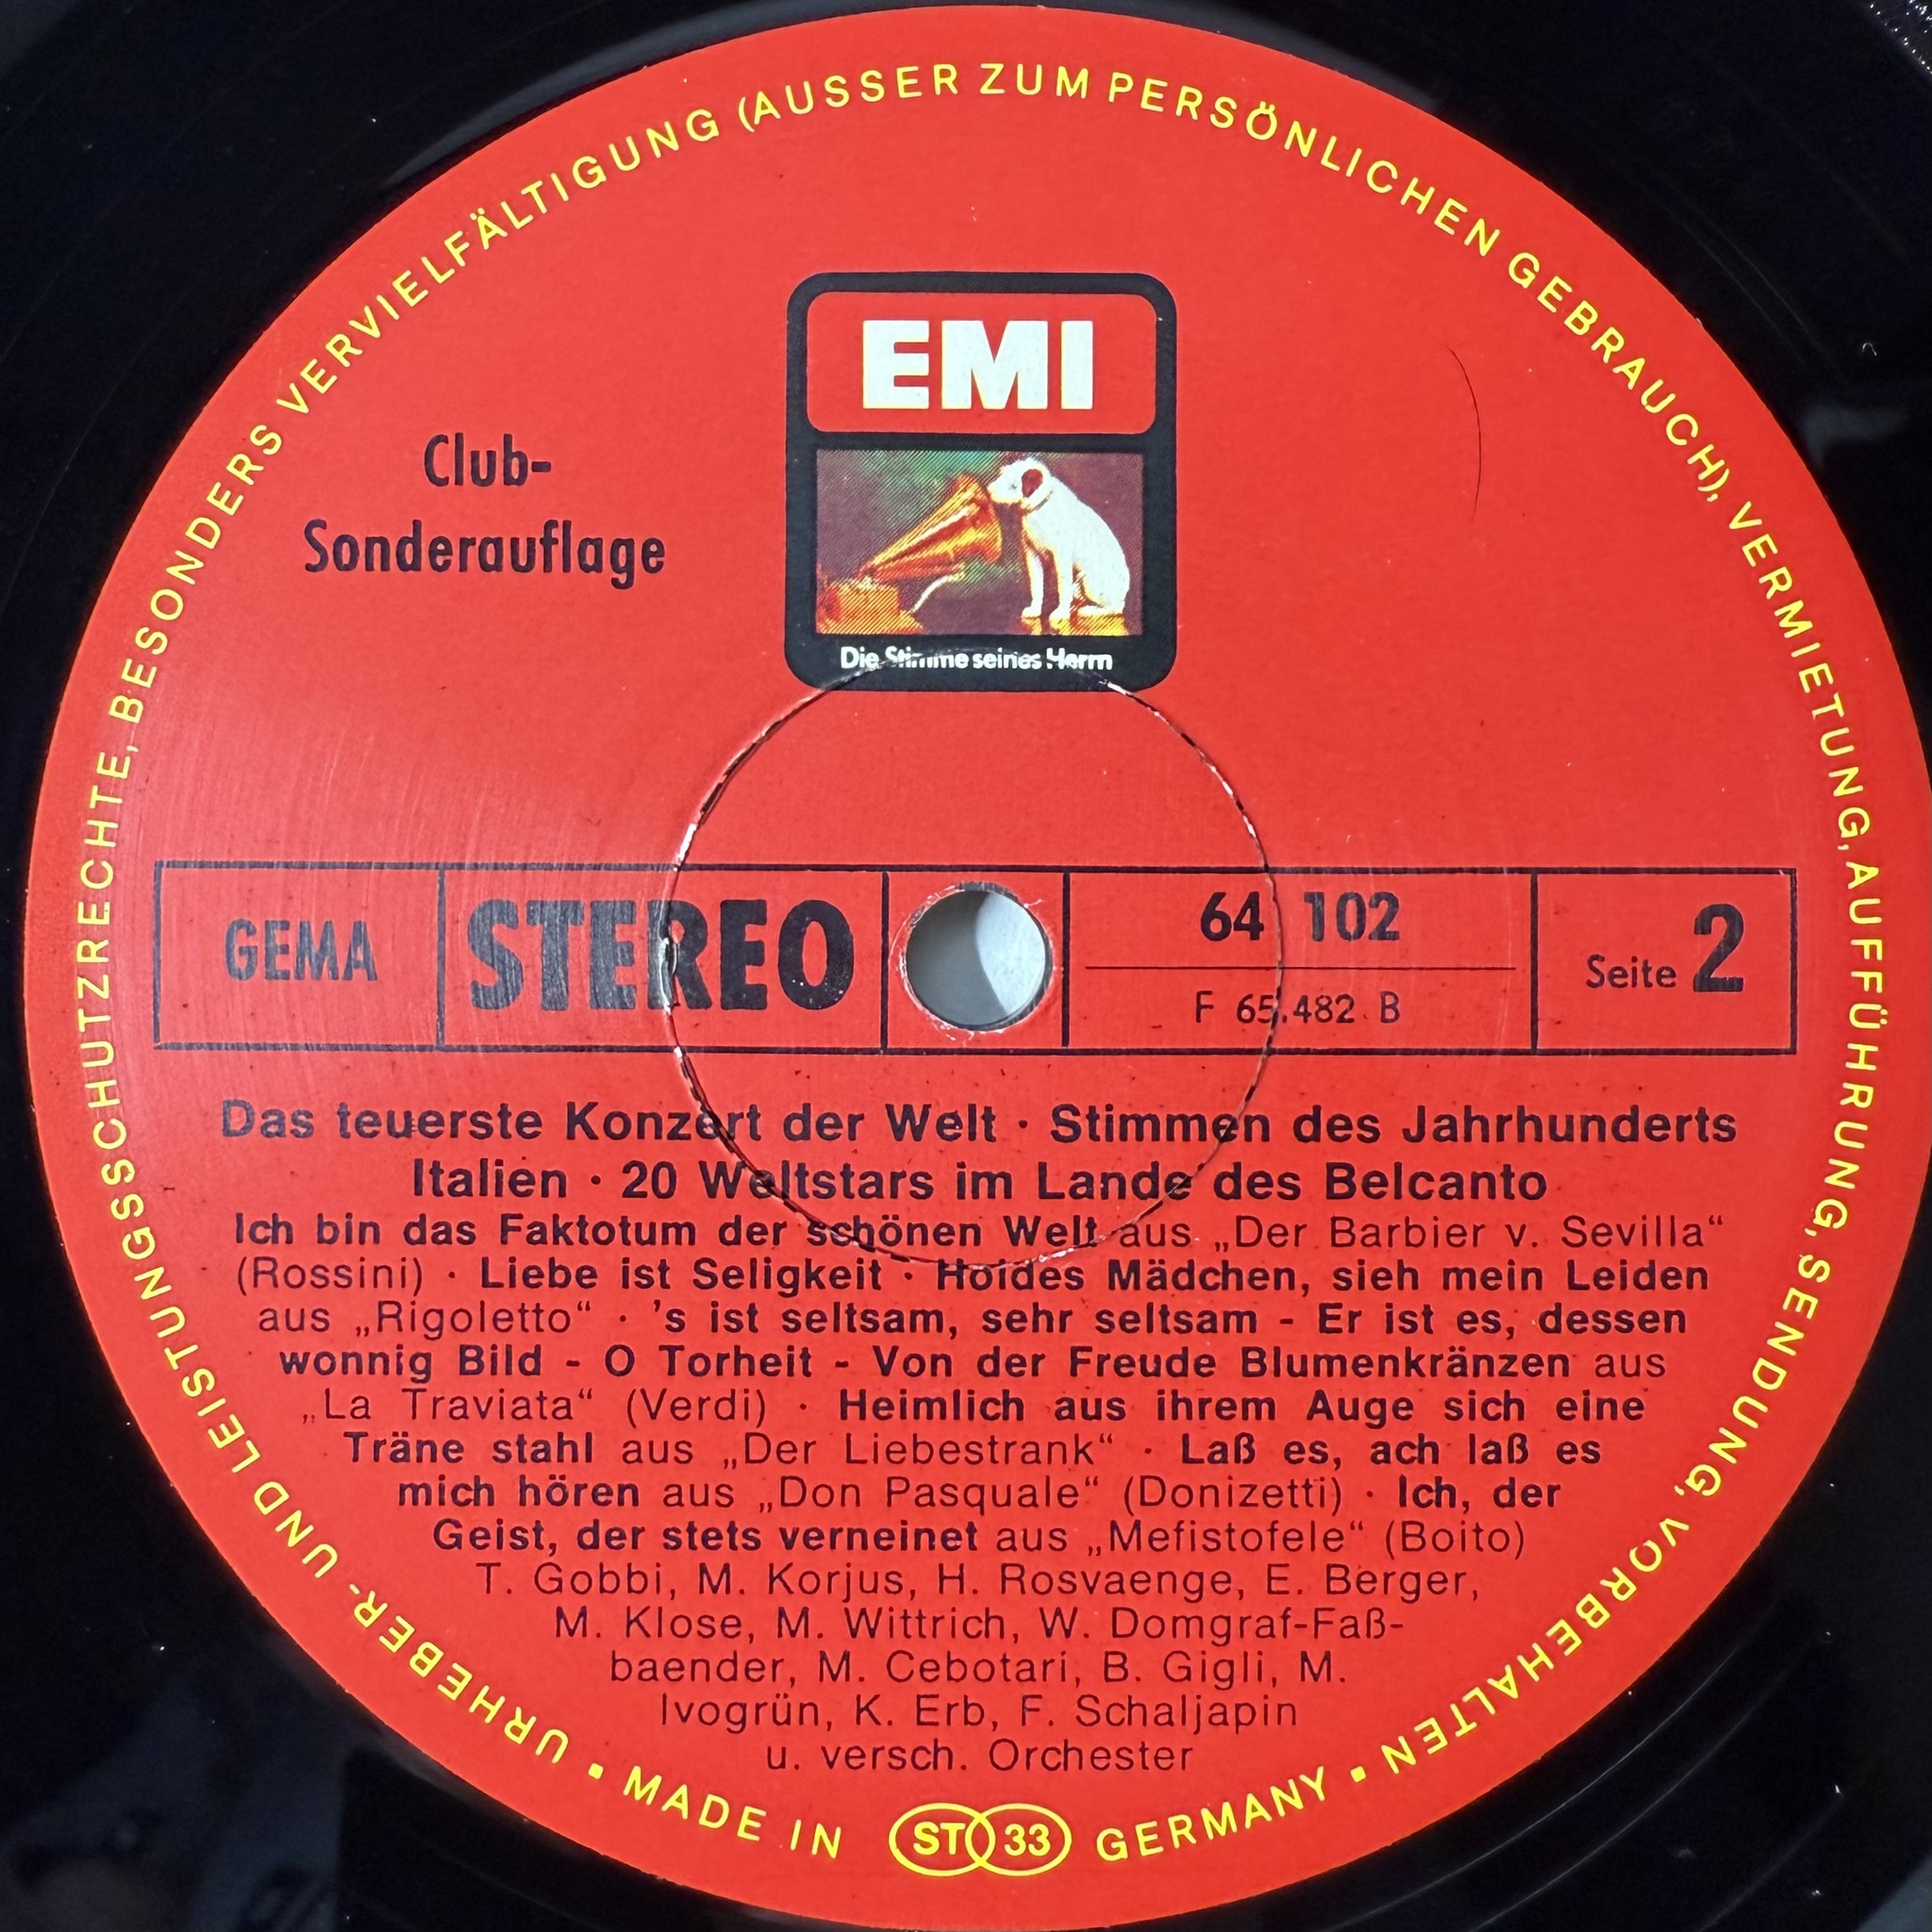 URHEBER- UND LEISTUNGSSCHUTZRECHTE, BESONDERS VERVIELFÄLTIGUNG (AUSSER ZUM PERSÖNLICHEN GEBRAUCH), VERMIETUNG, AUFFÜHRUNG, SENDUNG, VORBEHALTEN •
EMI
Die Stimme seines Herrn
Club-
Sonderauflage
GEMA
STEREO
64 102
F 65.482 B
Seite 2
Das teuerste Konzert der Welt · Stimmen des Jahrhunderts
Italien · 20 Weltstars im Lande des Belcanto
Ich bin das Faktotum der schönen Welt aus „Der Barbier v. Sevilla“
(Rossini) · Liebe ist Seligkeit · Holdes Mädchen, sieh mein Leiden
aus „Rigoletto“ · 's ist seltsam, sehr seltsam - Er ist es, dessen
wonnig Bild - O Torheit - Von der Freude Blumenkränzen aus
„La Traviata“ (Verdi) · Heimlich aus ihrem Auge sich eine
Träne stahl aus „Der Liebestrank“ · Laß es, ach laß es
mich hören aus „Don Pasquale“ (Donizetti) · Ich, der
Geist, der stets verneinet aus „Mefistofele“ (Boito)
T. Gobbi, M. Korjus, H. Rosvaenge, E. Berger,
M. Klose, M. Wittrich, W. Domgraf-Faß-
baender, M. Cebotari, B. Gigli, M.
Ivogrün, K. Erb, F. Schaljapin
u. versch. Orchester
• MADE IN ST 33 GERMANY